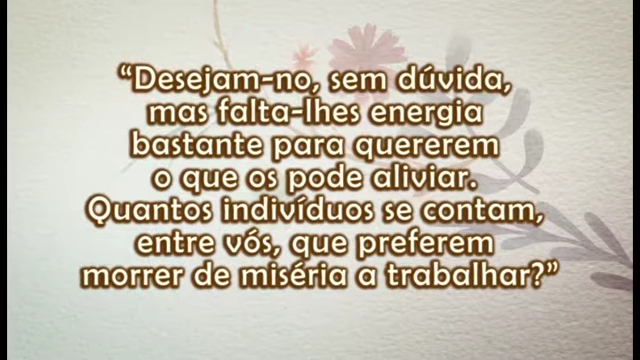 “Desejam-no, sem dúvida,
mas falta-lhes energia
bastante para quererem
o que os pode aliviar.
Quantos indivíduos se contam,
entre vós, que preferem
morrer de miséria a trabalhar?”